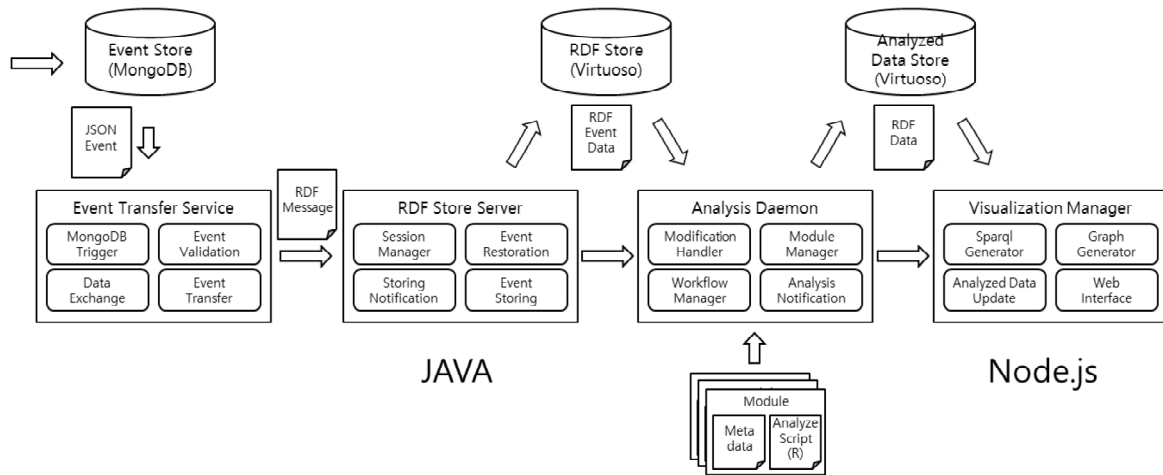 Event Store
(MongoDB)
RDF Store
(Virtuoso)
Analyzed
Data Store
(Virtuoso)
JSON
Event
RDF
Event
Data
RDF
Data
RDF
Message
Event Transfer Service
MongoDB
Trigger
Event
Validation
Data
Exchange
Event
Transfer
RDF Store Server
Session
Manager
Event
Restoration
Storing
Notification
Event
Storing
Analysis Daemon
Modification
Handler
Module
Manager
Workflow
Manager
Analysis
Notification
Visualization Manager
Sparql
Generator
Graph
Generator
Analyzed Data
Update
Web
Interface
JAVA
Node.js
Module
Meta
data
Analyze
Script
(R)